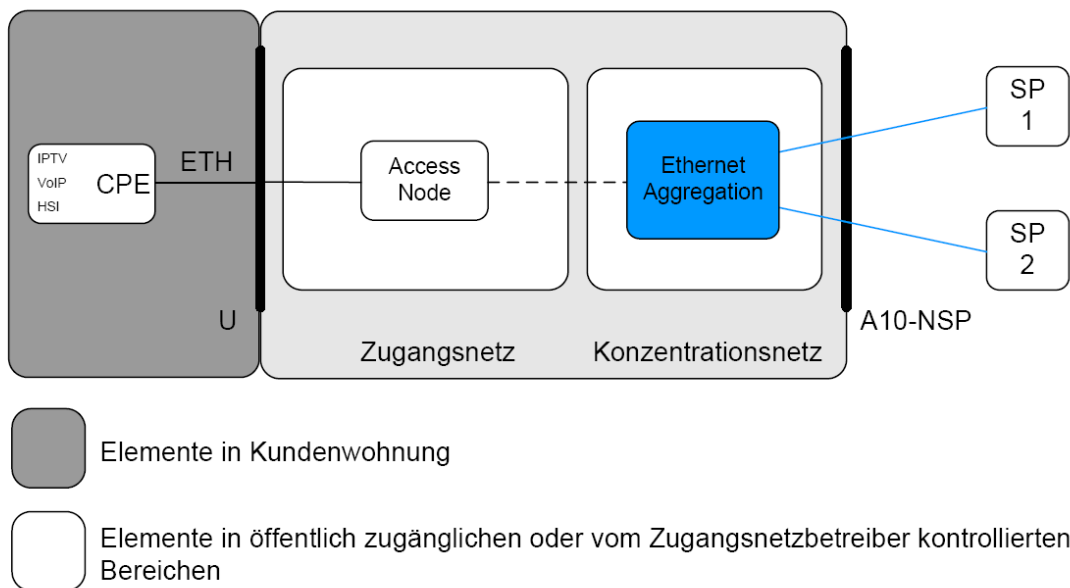 IPTV
VoIP
HSI
CPE
ETH
U
Access
Node
Ethernet
Aggregation
SP
1
SP
2
A10-NSP
Zugangsnetz
Konzentrationsnetz
Elemente in Kundenwohnung
Elemente in öffentlich zugänglichen oder vom Zugangsnetzbetreiber kontrollierten
Bereichen